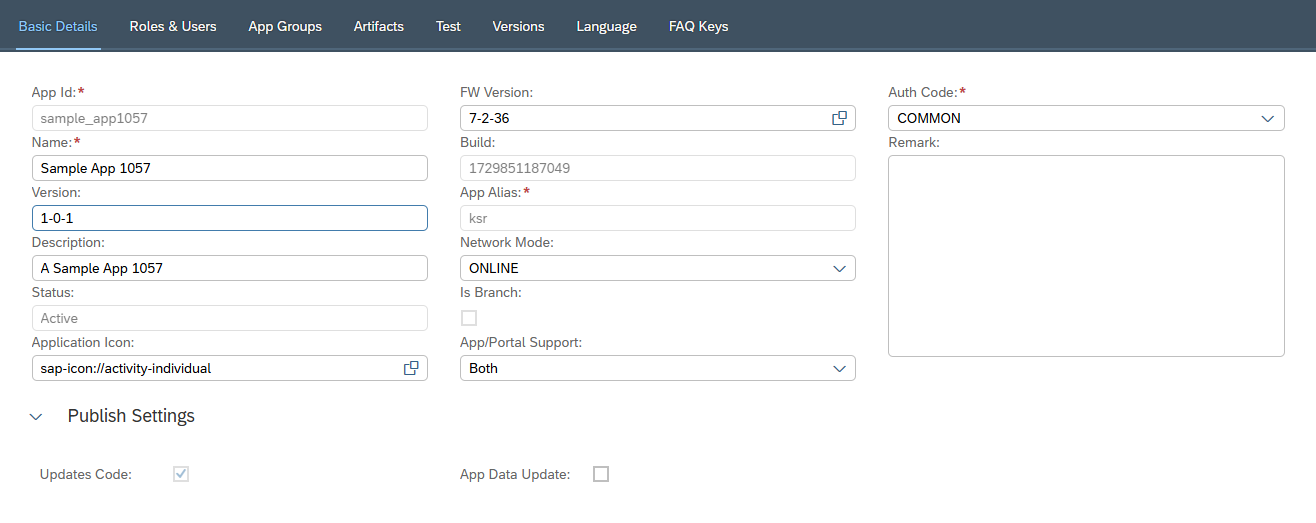 Basic Details Roles & Users App Groups Artifacts Test Versions Language FAQ Keys
App Id:* FW Version: Auth Code:*
sample_app1057 7-2-36 COMMON
Name:* Build: Remark:
Sample App 1057 1729851187049
Version: App Alias:*
1-0-1 ksr
Description: Network Mode:
A Sample App 1057 ONLINE
Status: Is Branch:
Active
Application Icon: App/Portal Support:
sap-icon://activity-individual Both
Publish Settings
Updates Code: App Data Update: